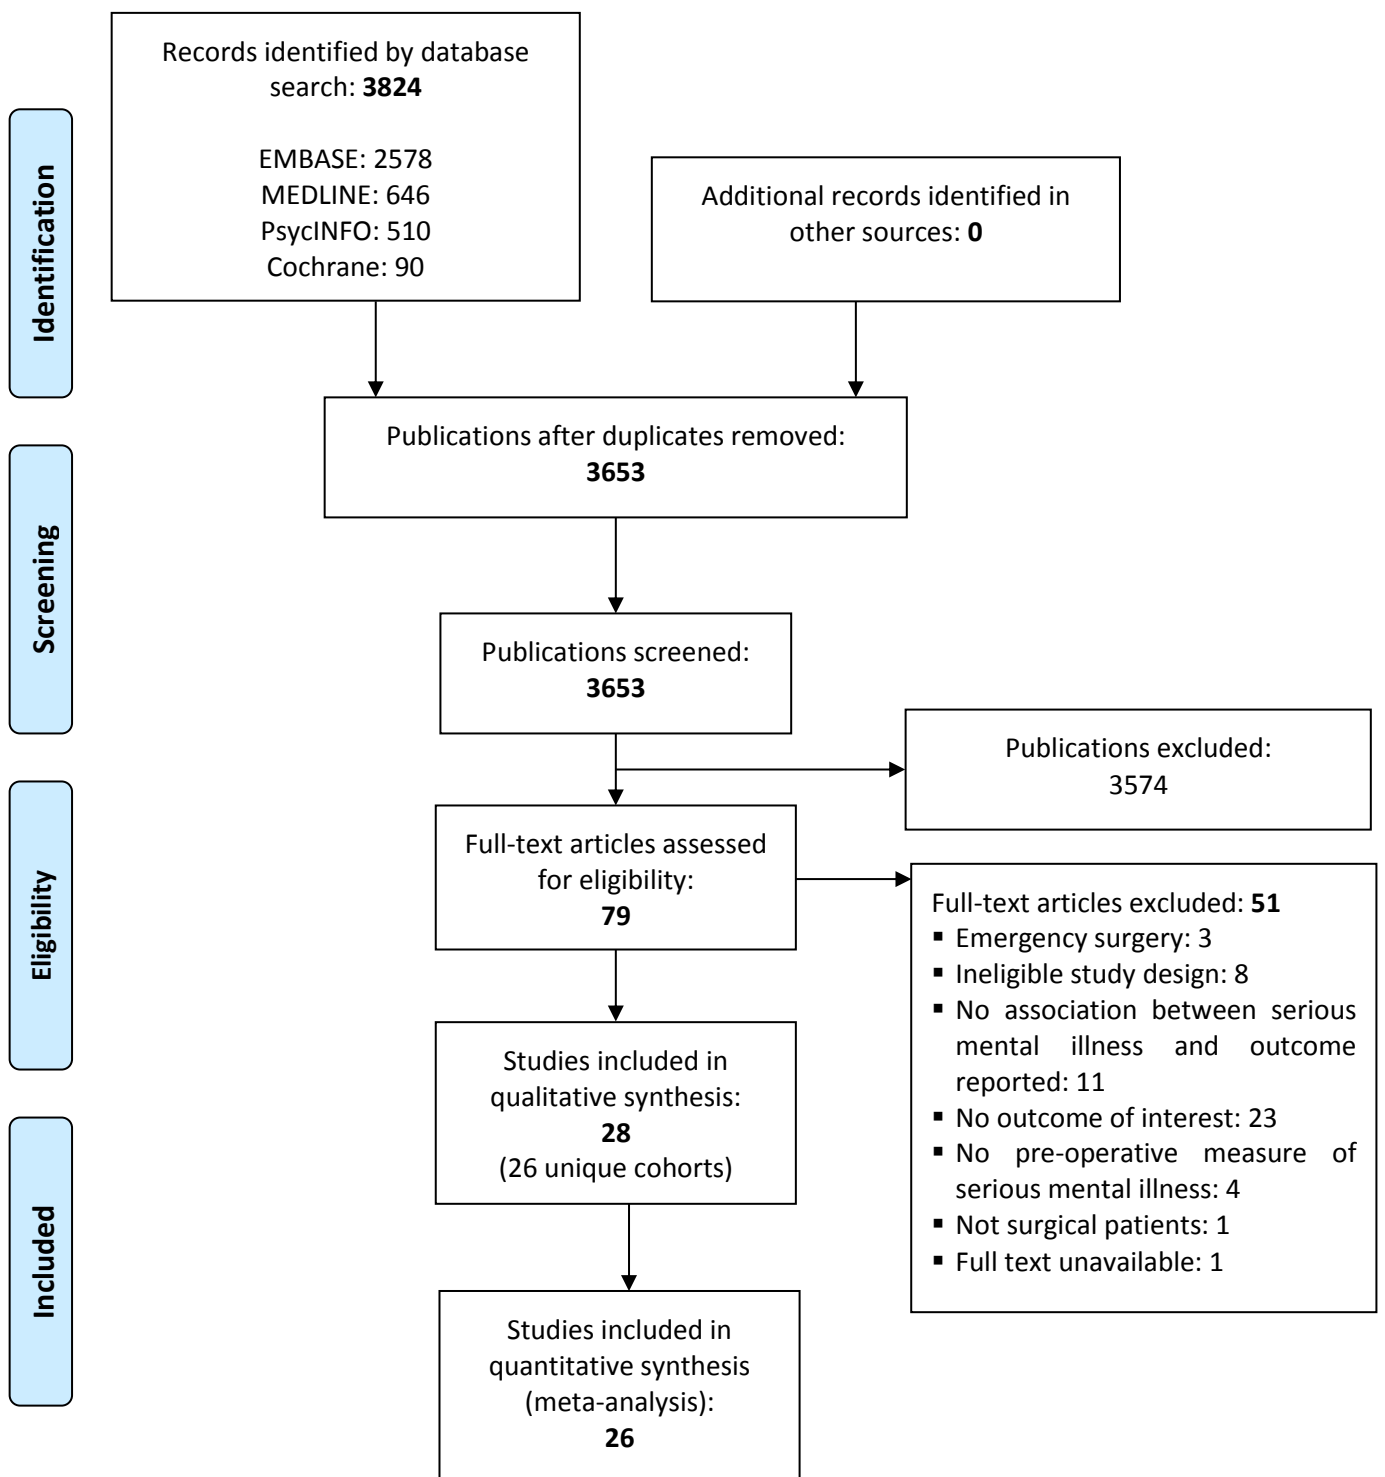 Records identified by database
search: 3824
EMBASE: 2578
MEDLINE: 646
PsycINFO: 510
Cochrane: 90
Additional records identified in
other sources: 0
Identification
Publications after duplicates removed:
3653
Screening
Publications screened:
3653
Publications excluded:
3574
Eligibility
Full-text articles assessed
for eligibility:
79
Full-text articles excluded: 51
▪ Emergency surgery: 3
▪ Ineligible study design: 8
▪ No association between serious
mental illness and outcome
reported: 11
▪ No outcome of interest: 23
▪ No pre-operative measure of
serious mental illness: 4
▪ Not surgical patients: 1
▪ Full text unavailable: 1
Studies included in
qualitative synthesis:
28
(26 unique cohorts)
Included
Studies included in
quantitative synthesis
(meta-analysis):
26